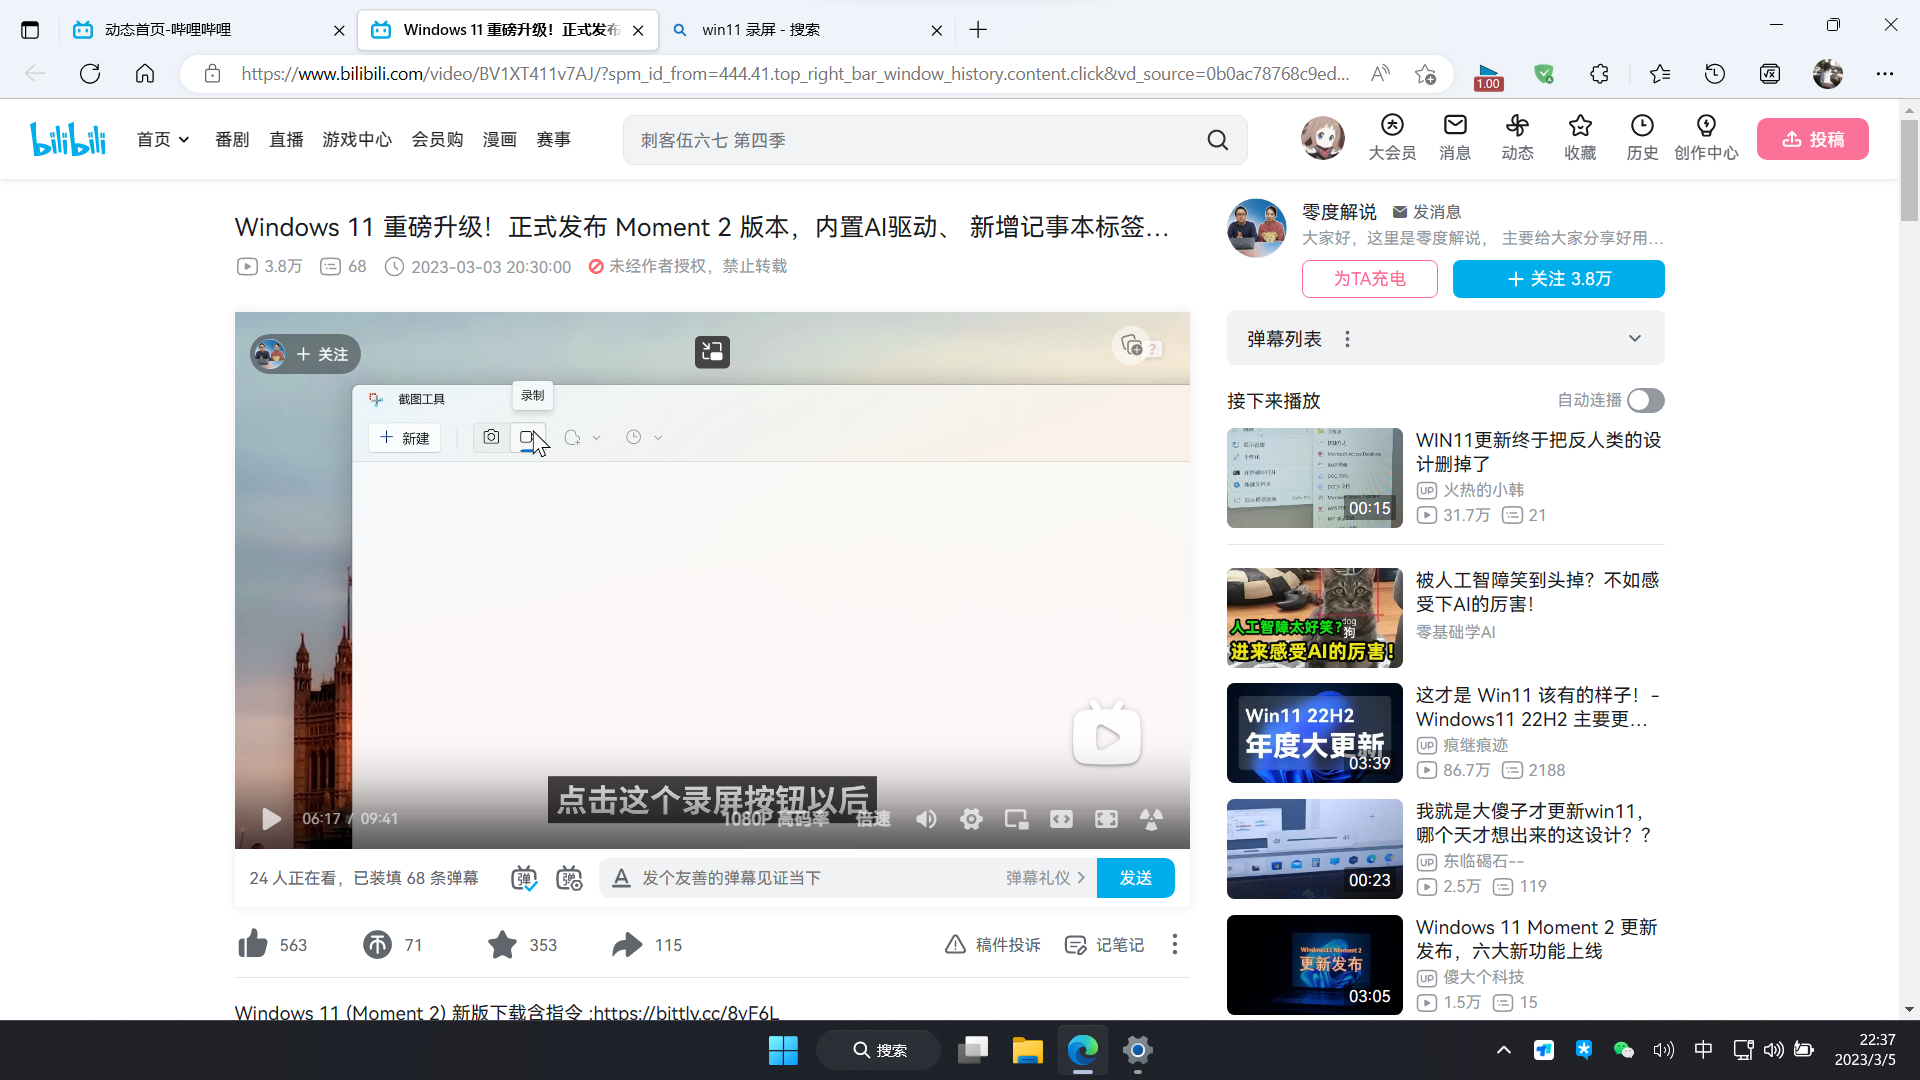 动态首页-哔哩哔哩
Windows 11 重磅升级！正式发布
win11 录屏 - 搜索
https://www.bilibili.com/video/BV1XT411v7AJ/?spm_id_from=444.41.top_right_bar_window_history.content.click&vd_source=0b0ac78768c9ed...
1.00
bilibili
首页 番剧 直播 游戏中心 会员购 漫画 赛事
刺客伍六七 第四季
大会员 消息 动态 收藏 历史 创作中心 投稿
Windows 11 重磅升级！正式发布 Moment 2 版本，内置AI驱动、 新增记事本标签...
3.8万 68 2023-03-03 20:30:00 未经作者授权，禁止转载
零度解说 发消息
大家好，这里是零度解说， 主要给大家分享好用...
为TA充电 + 关注 3.8万
+ 关注
截图工具
录制
+ 新建
点击这个录屏按钮以后
06:17 / 09:41
1080P 高码率 倍速
24 人正在看，已装填 68 条弹幕
发个友善的弹幕见证当下
弹幕礼仪 >
发送
563 71 353 115
稿件投诉 记笔记
Windows 11 (Moment 2) 新版下载含指令 :https://bittly.cc/8yF6L
弹幕列表
接下来播放 自动连播
00:15
WIN11更新终于把反人类的设
计删掉了
UP 火热的小韩
31.7万 21
人工智障太好笑?
dog
狗
进来感受AI的厉害!
被人工智障笑到头掉？不如感
受下AI的厉害！
零基础学AI
Win11 22H2
年度大更新
03:39
这才是 Win11 该有的样子！-
Windows11 22H2 主要更...
UP 痕继痕迹
86.7万 2188
00:23
我就是大傻子才更新win11，
哪个天才想出来的这设计？？
UP 东临碣石--
2.5万 119
Windows11 Moment 2
更新发布
03:05
Windows 11 Moment 2 更新
发布，六大新功能上线
UP 傻大个科技
1.5万 15
搜索
中
22:37
2023/3/5